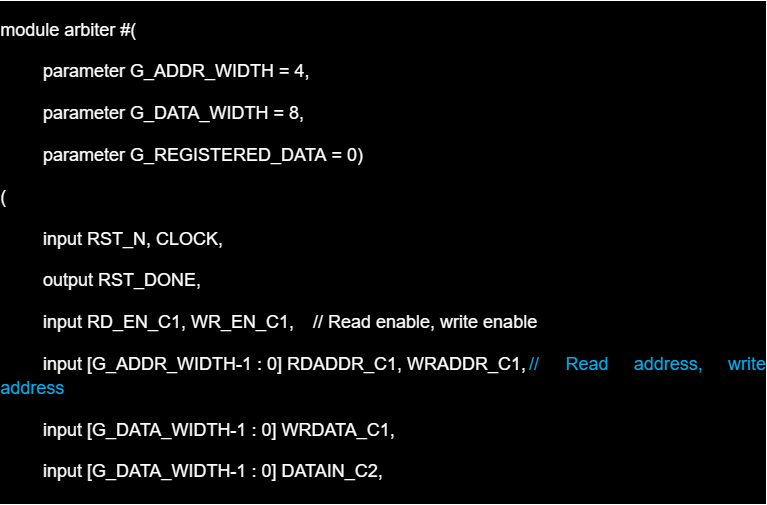 module arbiter #(
parameter G_ADDR_WIDTH = 4,
parameter G_DATA_WIDTH = 8,
parameter G_REGISTERED_DATA = 0)
(
input RST_N, CLOCK,
output RST_DONE,
input RD_EN_C1, WR_EN_C1, // Read enable, write enable
input [G_ADDR_WIDTH-1 : 0] RDADDR_C1, WRADDR_C1, // Read address, write
address
input [G_DATA_WIDTH-1 : 0] WRDATA_C1,
input [G_DATA_WIDTH-1 : 0] DATAIN_C2,